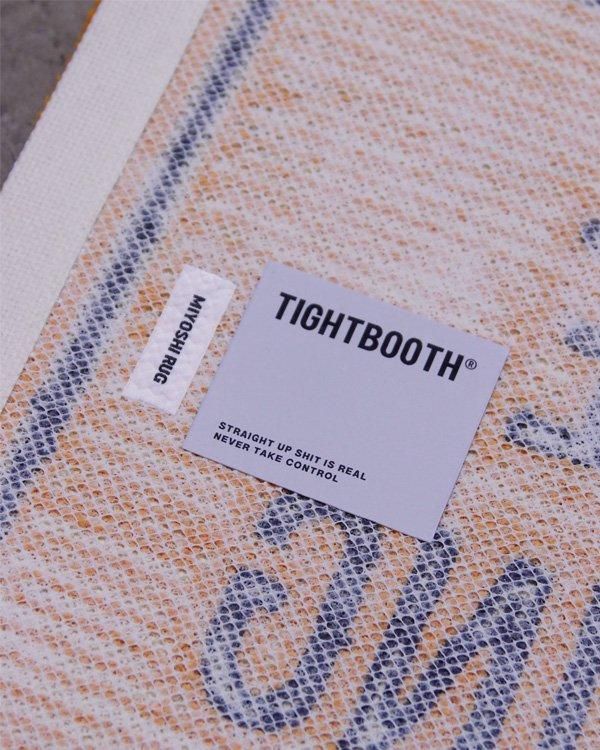 TIGHTBOOTH®
STRAIGHT UP SHIT IS REAL
NEVER TAKE CONTROL
MIYOSHI RUG